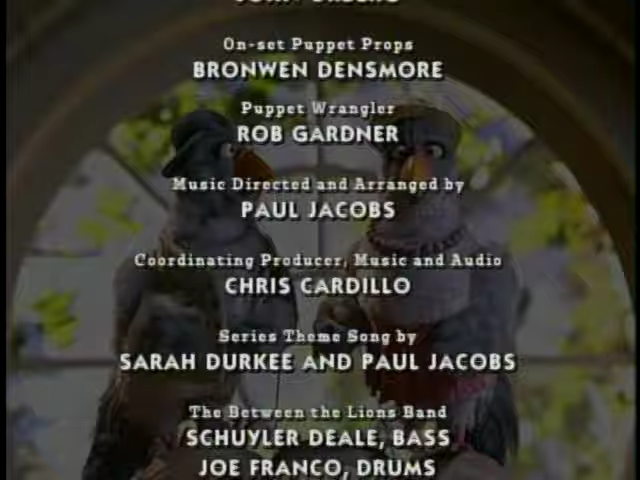 On-set Puppet Props
BRONWEN DENSMORE
Puppet Wrangler
ROB GARDNER
Music Directed and Arranged by
PAUL JACOBS
Coordinating Producer, Music and Audio
CHRIS CARDILLO
Series Theme Song by
SARAH DURKEE AND PAUL JACOBS
The Between the Lions Band
SCHUYLER DEALE, BASS
JOE FRANCO, DRUMS